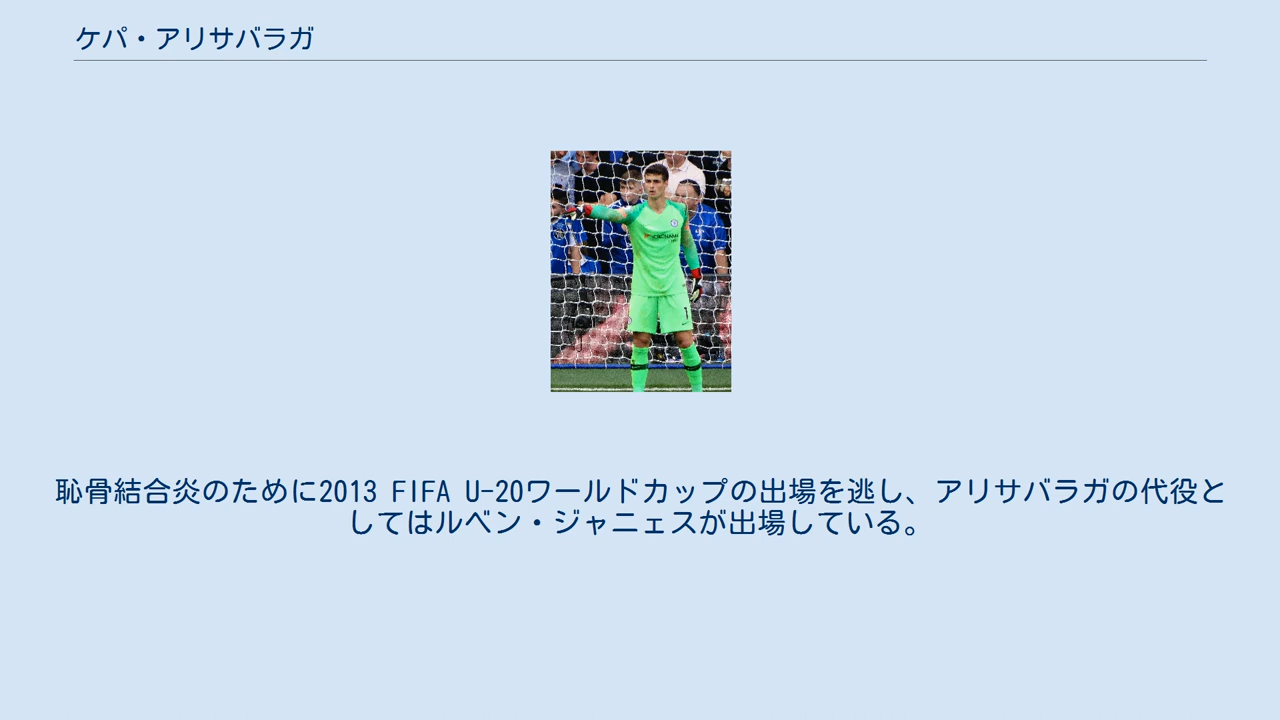 ケパ・アリサバラガ
YOKOHAMA
1
恥骨結合炎のために2013 FIFA U-20ワールドカップの出場を逃し、アリサバラガの代役と
してはルベン・ジャニェスが出場している。